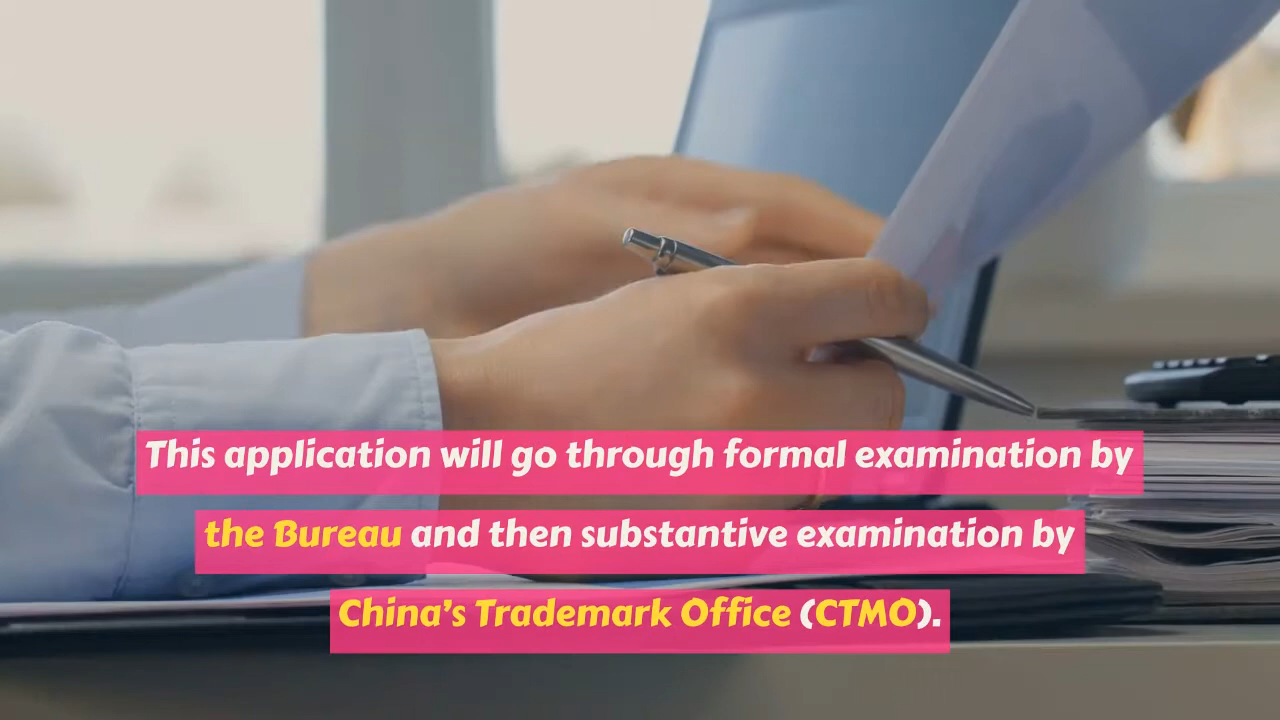 This application will go through formal examination by
the Bureau and then substantive examination by
China's Trademark Office (CTMO).